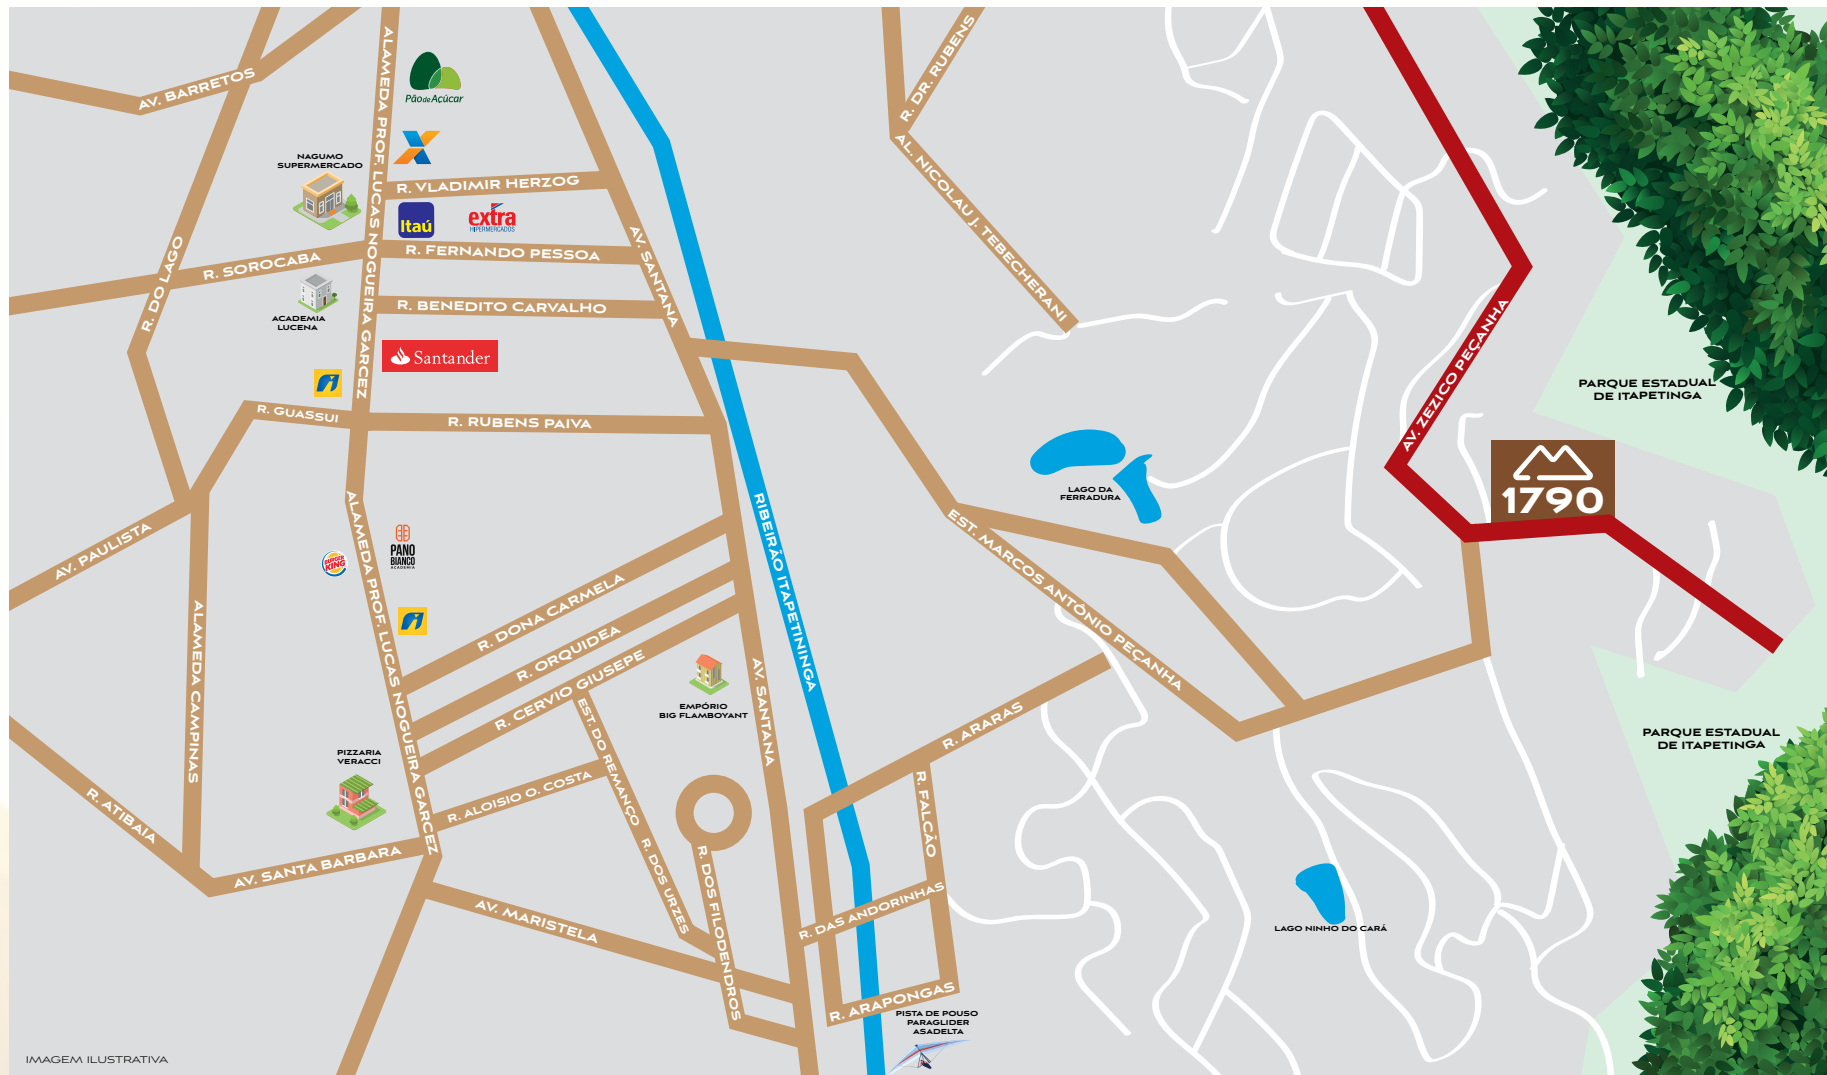 AV. BARRETOS
ALAMEDA PROF. LUCAS NOGUEIRA GARCEZ
Pão de Açúcar
R. DR. RUBENS
AL. NICOLAU J. TEBECHERANI
NAGUMO
SUPERMERCADO
R. VLADIMIR HERZOG
Itaú
extra
HIPERMERCADOS
R. FERNANDO PESSOA
AV. SANTANA
R. DO LAGO
R. SOROCABA
ACADEMIA
LUCENA
R. BENEDITO CARVALHO
Santander
R. GUASSUI
R. RUBENS PAIVA
AV. ZEZICO PEÇANHA
PARQUE ESTADUAL
DE ITAPETINGA
1790
LAGO DA
FERRADURA
RIBEIRÃO ITAPETININGA
EST. MARCOS ANTÔNIO PEÇANHA
AV. PAULISTA
ALAMEDA PROF. LUCAS NOGUEIRA GARCEZ
BURGER
KING
PANO
BIANCO
ACADEMIA
ALAMEDA CAMPINAS
R. DONA CARMELA
R. ORQUIDEA
R. CERVIO GIUSEPE
EMPÓRIO
BIG FLAMBOYANT
AV. SANTANA
EST. DO REMANÇO
R. ARARAS
PARQUE ESTADUAL
DE ITAPETINGA
PIZZARIA
VERACCI
R. ALOISIO O. COSTA
R. ATIBAIA
AV. SANTA BARBARA
R. DOS URZES
R. DOS FILODENDROS
R. FALCÃO
R. DAS ANDORINHAS
AV. MARISTELA
LAGO NINHO DO CARÁ
R. ARAPONGAS
PISTA DE POUSO
PARAGLIDER
ASADELTA
IMAGEM ILUSTRATIVA